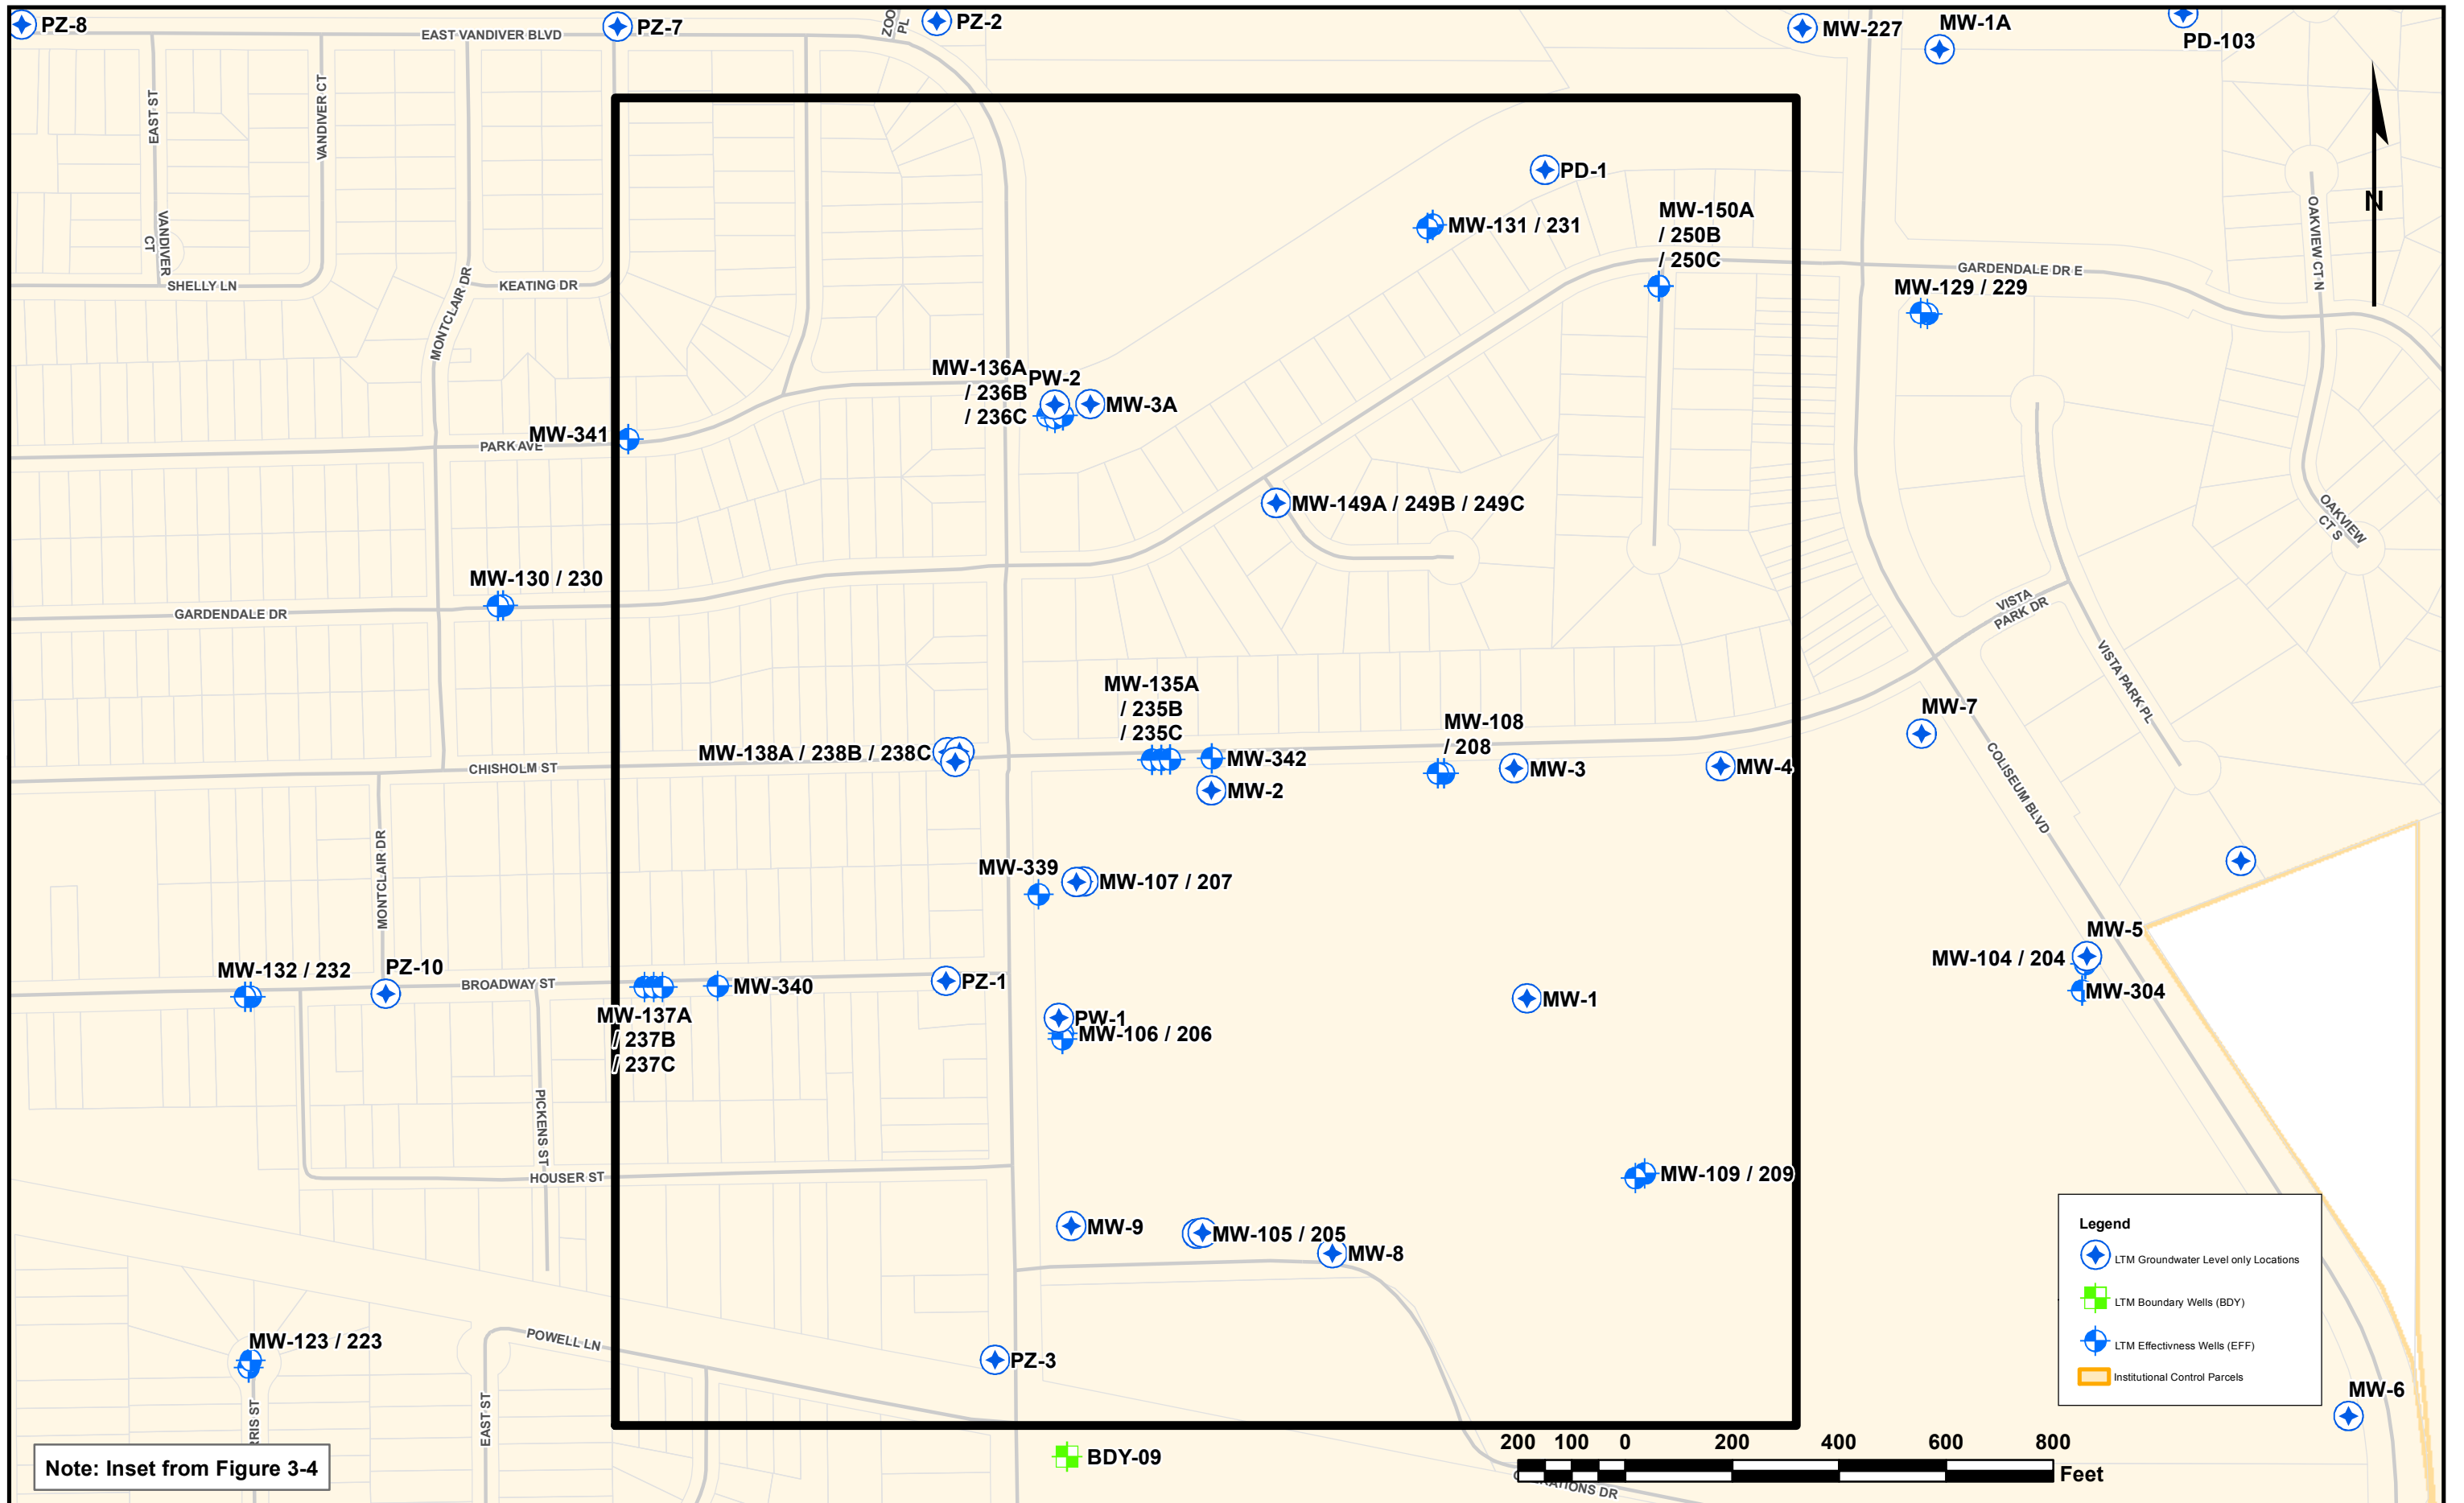 PZ-8
EAST VANDIVER BLVD
PZ-7
ZOO
PL
PZ-2
MW-227
MW-1A
PD-103
EAST ST
VANDIVER CT
VANDIVER
CT
SHELLY LN
MONTCLAIR DR
KEATING DR
PD-1
MW-131 / 231
MW-150A
/ 250B
/ 250C
N
OAKVIEW CT N
GARDENDALE DR E
MW-129 / 229
MW-136A
/ 236B
/ 236C
PW-2
MW-3A
MW-341
PARK AVE
MW-149A / 249B / 249C
OAKVIEW
CT S
MW-130 / 230
GARDENDALE DR
VISTA
PARK DR
VISTA PARK PL
MW-135A
/ 235B
/ 235C
MW-138A / 238B / 238C
MW-342
MW-2
MW-108
/ 208
MW-3
MW-4
MW-7
CHISHOLM ST
COLISEUM BLVD
MONTCLAIR DR
MW-339
MW-107 / 207
MW-5
MW-104 / 204
MW-304
MW-132 / 232
PZ-10
BROADWAY ST
MW-340
PZ-1
MW-137A
/ 237B
/ 237C
PW-1
MW-106 / 206
MW-1
PICKENS ST
HOUSER ST
MW-109 / 209
MW-9
MW-105 / 205
MW-8
Legend
LTM Groundwater Level only Locations
LTM Boundary Wells (BDY)
LTM Effectivness Wells (EFF)
Institutional Control Parcels
MW-123 / 223
POWELL LN
PZ-3
MW-6
EAST ST
RRIS ST
Note: Inset from Figure 3-4
BDY-09
200 100 0 200 400 600 800
Feet
RATIONS DR